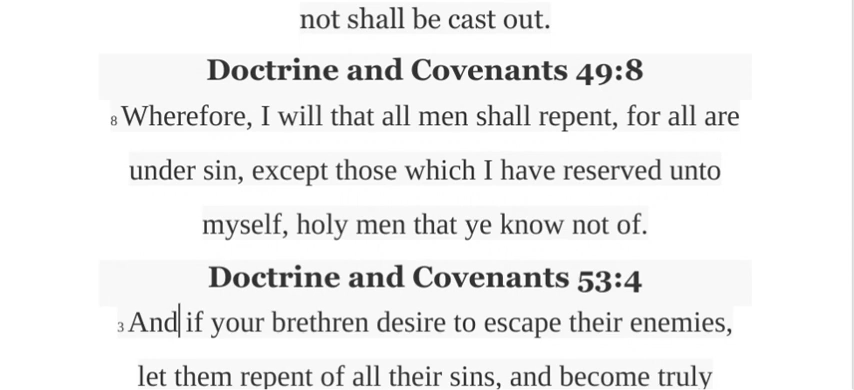 not shall be cast out.
Doctrine and Covenants 49:8
8 Wherefore, I will that all men shall repent, for all are
under sin, except those which I have reserved unto
myself, holy men that ye know not of.
Doctrine and Covenants 53:4
3 And if your brethren desire to escape their enemies,
let them repent of all their sins, and become truly